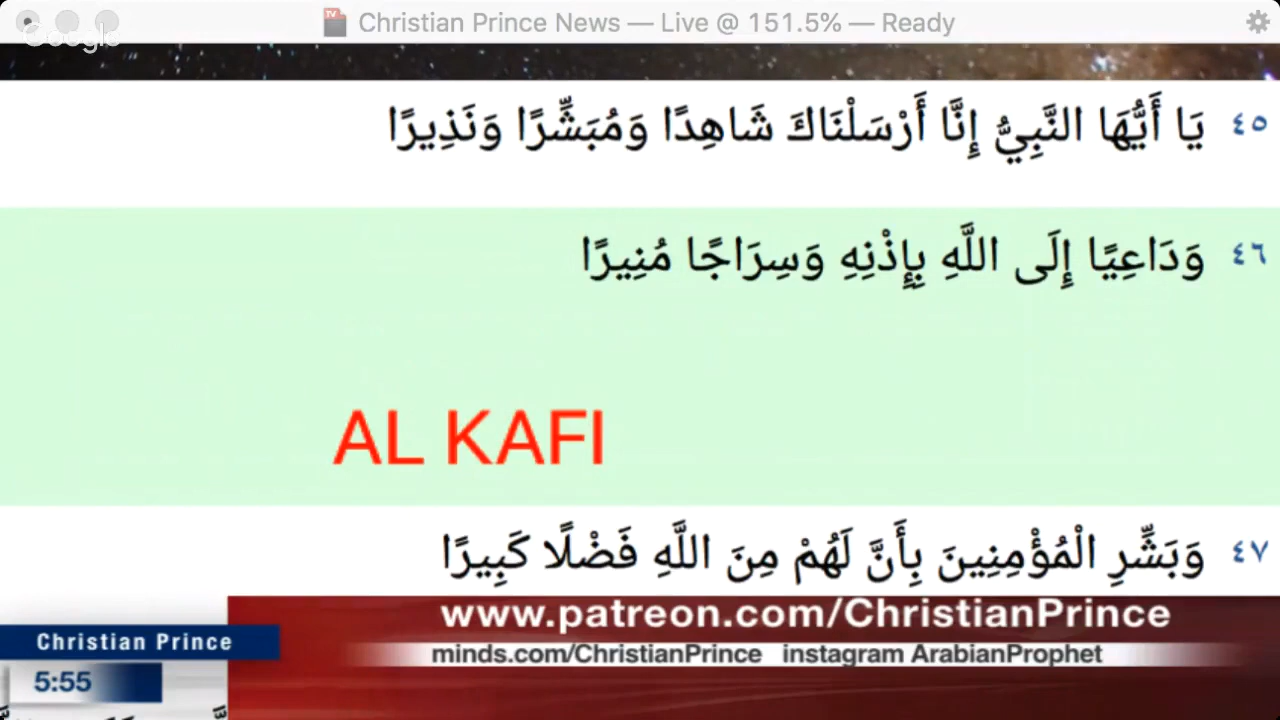 Christian Prince News — Live @ 151.5% — Ready
Google
٤٥ يَا أَيُّهَا النَّبِيُّ إِنَّا أَرْسَلْنَاكَ شَاهِدًا وَمُبَشِّرًا وَنَذِيرًا
٤٦ وَدَاعِيًا إِلَى اللَّهِ بِإِذْنِهِ وَسِرَاجًا مُنِيرًا
AL KAFI
٤٧ وَبَشِّرِ الْمُؤْمِنِينَ بِأَنَّ لَهُمْ مِنَ اللَّهِ فَضْلًا كَبِيرًا
www.patreon.com/ChristianPrince
Christian Prince
minds.com/ChristianPrince instagram ArabianProphet
5:55